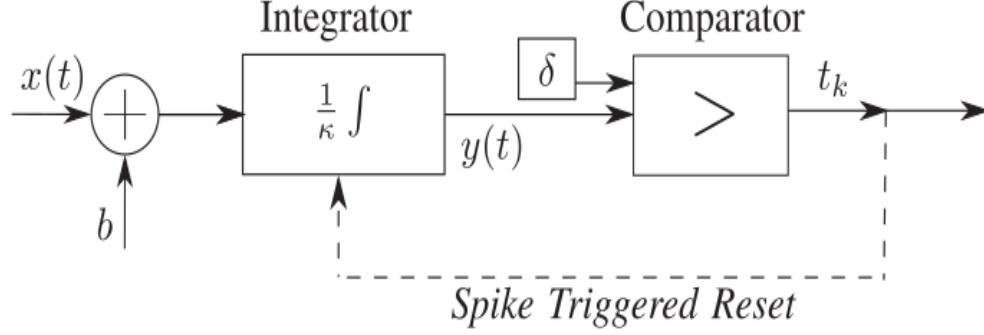 Integrator
Comparator
x(t)
+
b
1/κ ∫
y(t)
δ
>
t_k
Spike Triggered Reset